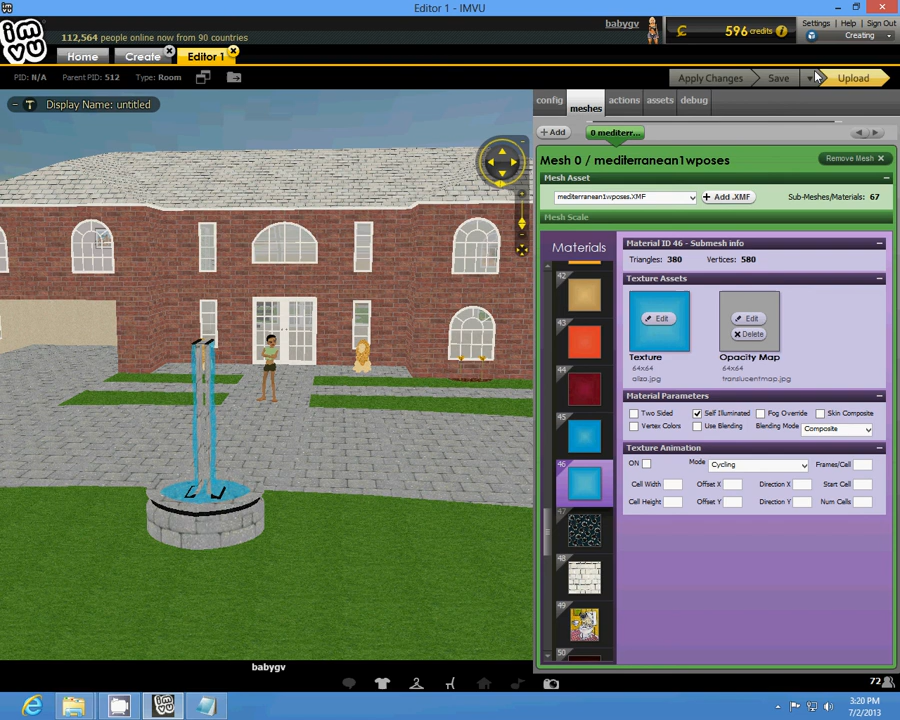 Editor 1 - IMVU
imvu
112,564 people online now from 90 countries
babygv
596 credits
Settings Help Sign Out
Creating
Home Create Editor 1
PID: N/A Parent PID: 512 Type: Room
Apply Changes Save Upload
T Display Name: untitled
config meshes actions assets debug
+ Add 0 mediterr...
Mesh 0 / mediterranean1wposes
Remove Mesh X
Mesh Asset
mediterranean1wposes.XMF + Add .XMF Sub-Meshes/Materials: 67
Mesh Scale
Materials
42
43
44
45
46
47
48
49
50
Material ID 46 - Submesh info
Triangles: 380 Vertices: 580
Texture Assets
Edit Edit
Delete
Texture Opacity Map
64x64 64x64
aliza.jpg translucentmap.jpg
Material Parameters
Two Sided Self Illuminated Fog Override Skin Composite
Vertex Colors Use Blending Blending Mode Composite
Texture Animation
ON Mode Cycling Frames/Cell
Cell Width Offset X Direction X Start Cell
Cell Height Offset Y Direction Y Num Cells
babygv
72
3:20 PM
7/2/2013